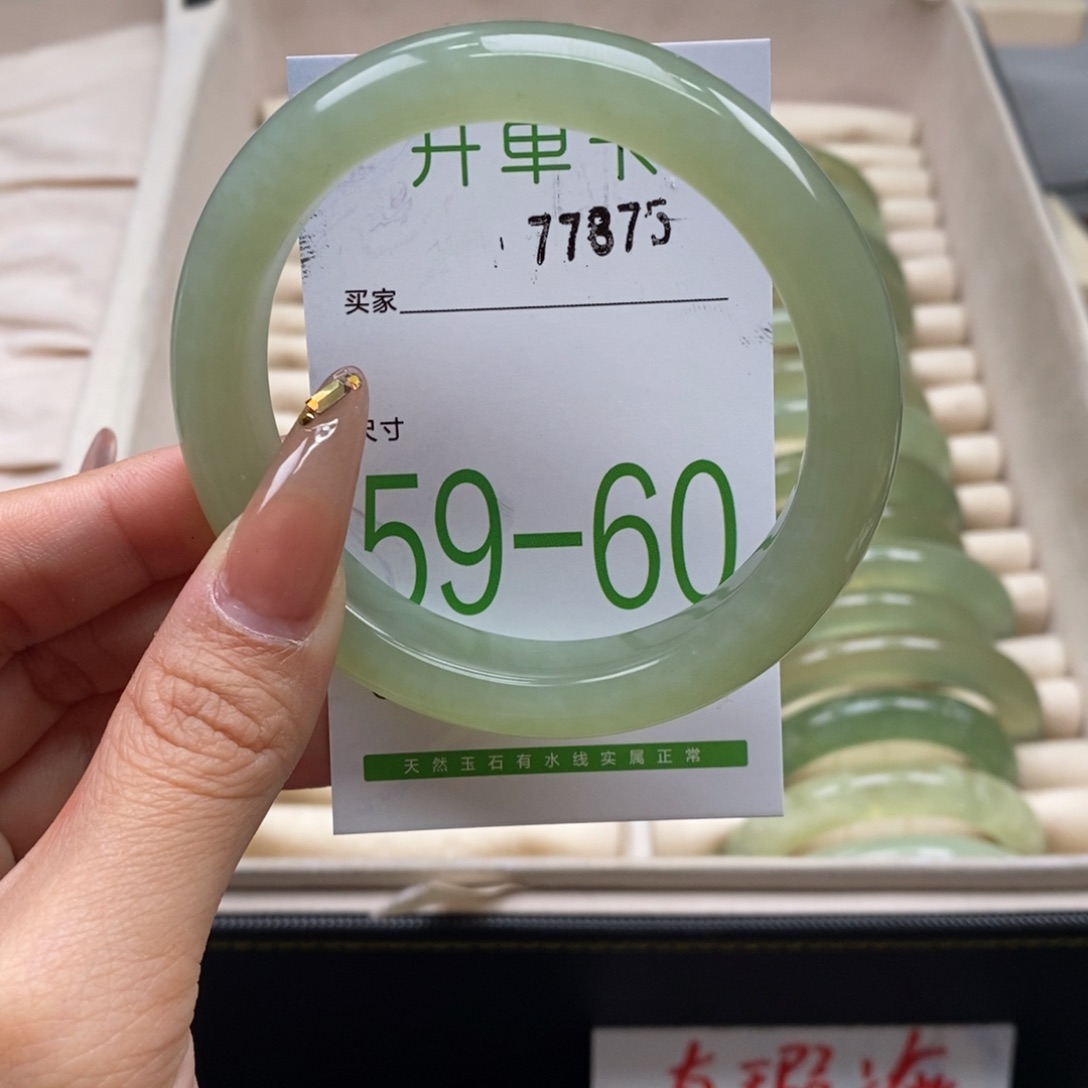 开单卡
77875
买家
尺寸
59-60
天然玉石有水线实属正常